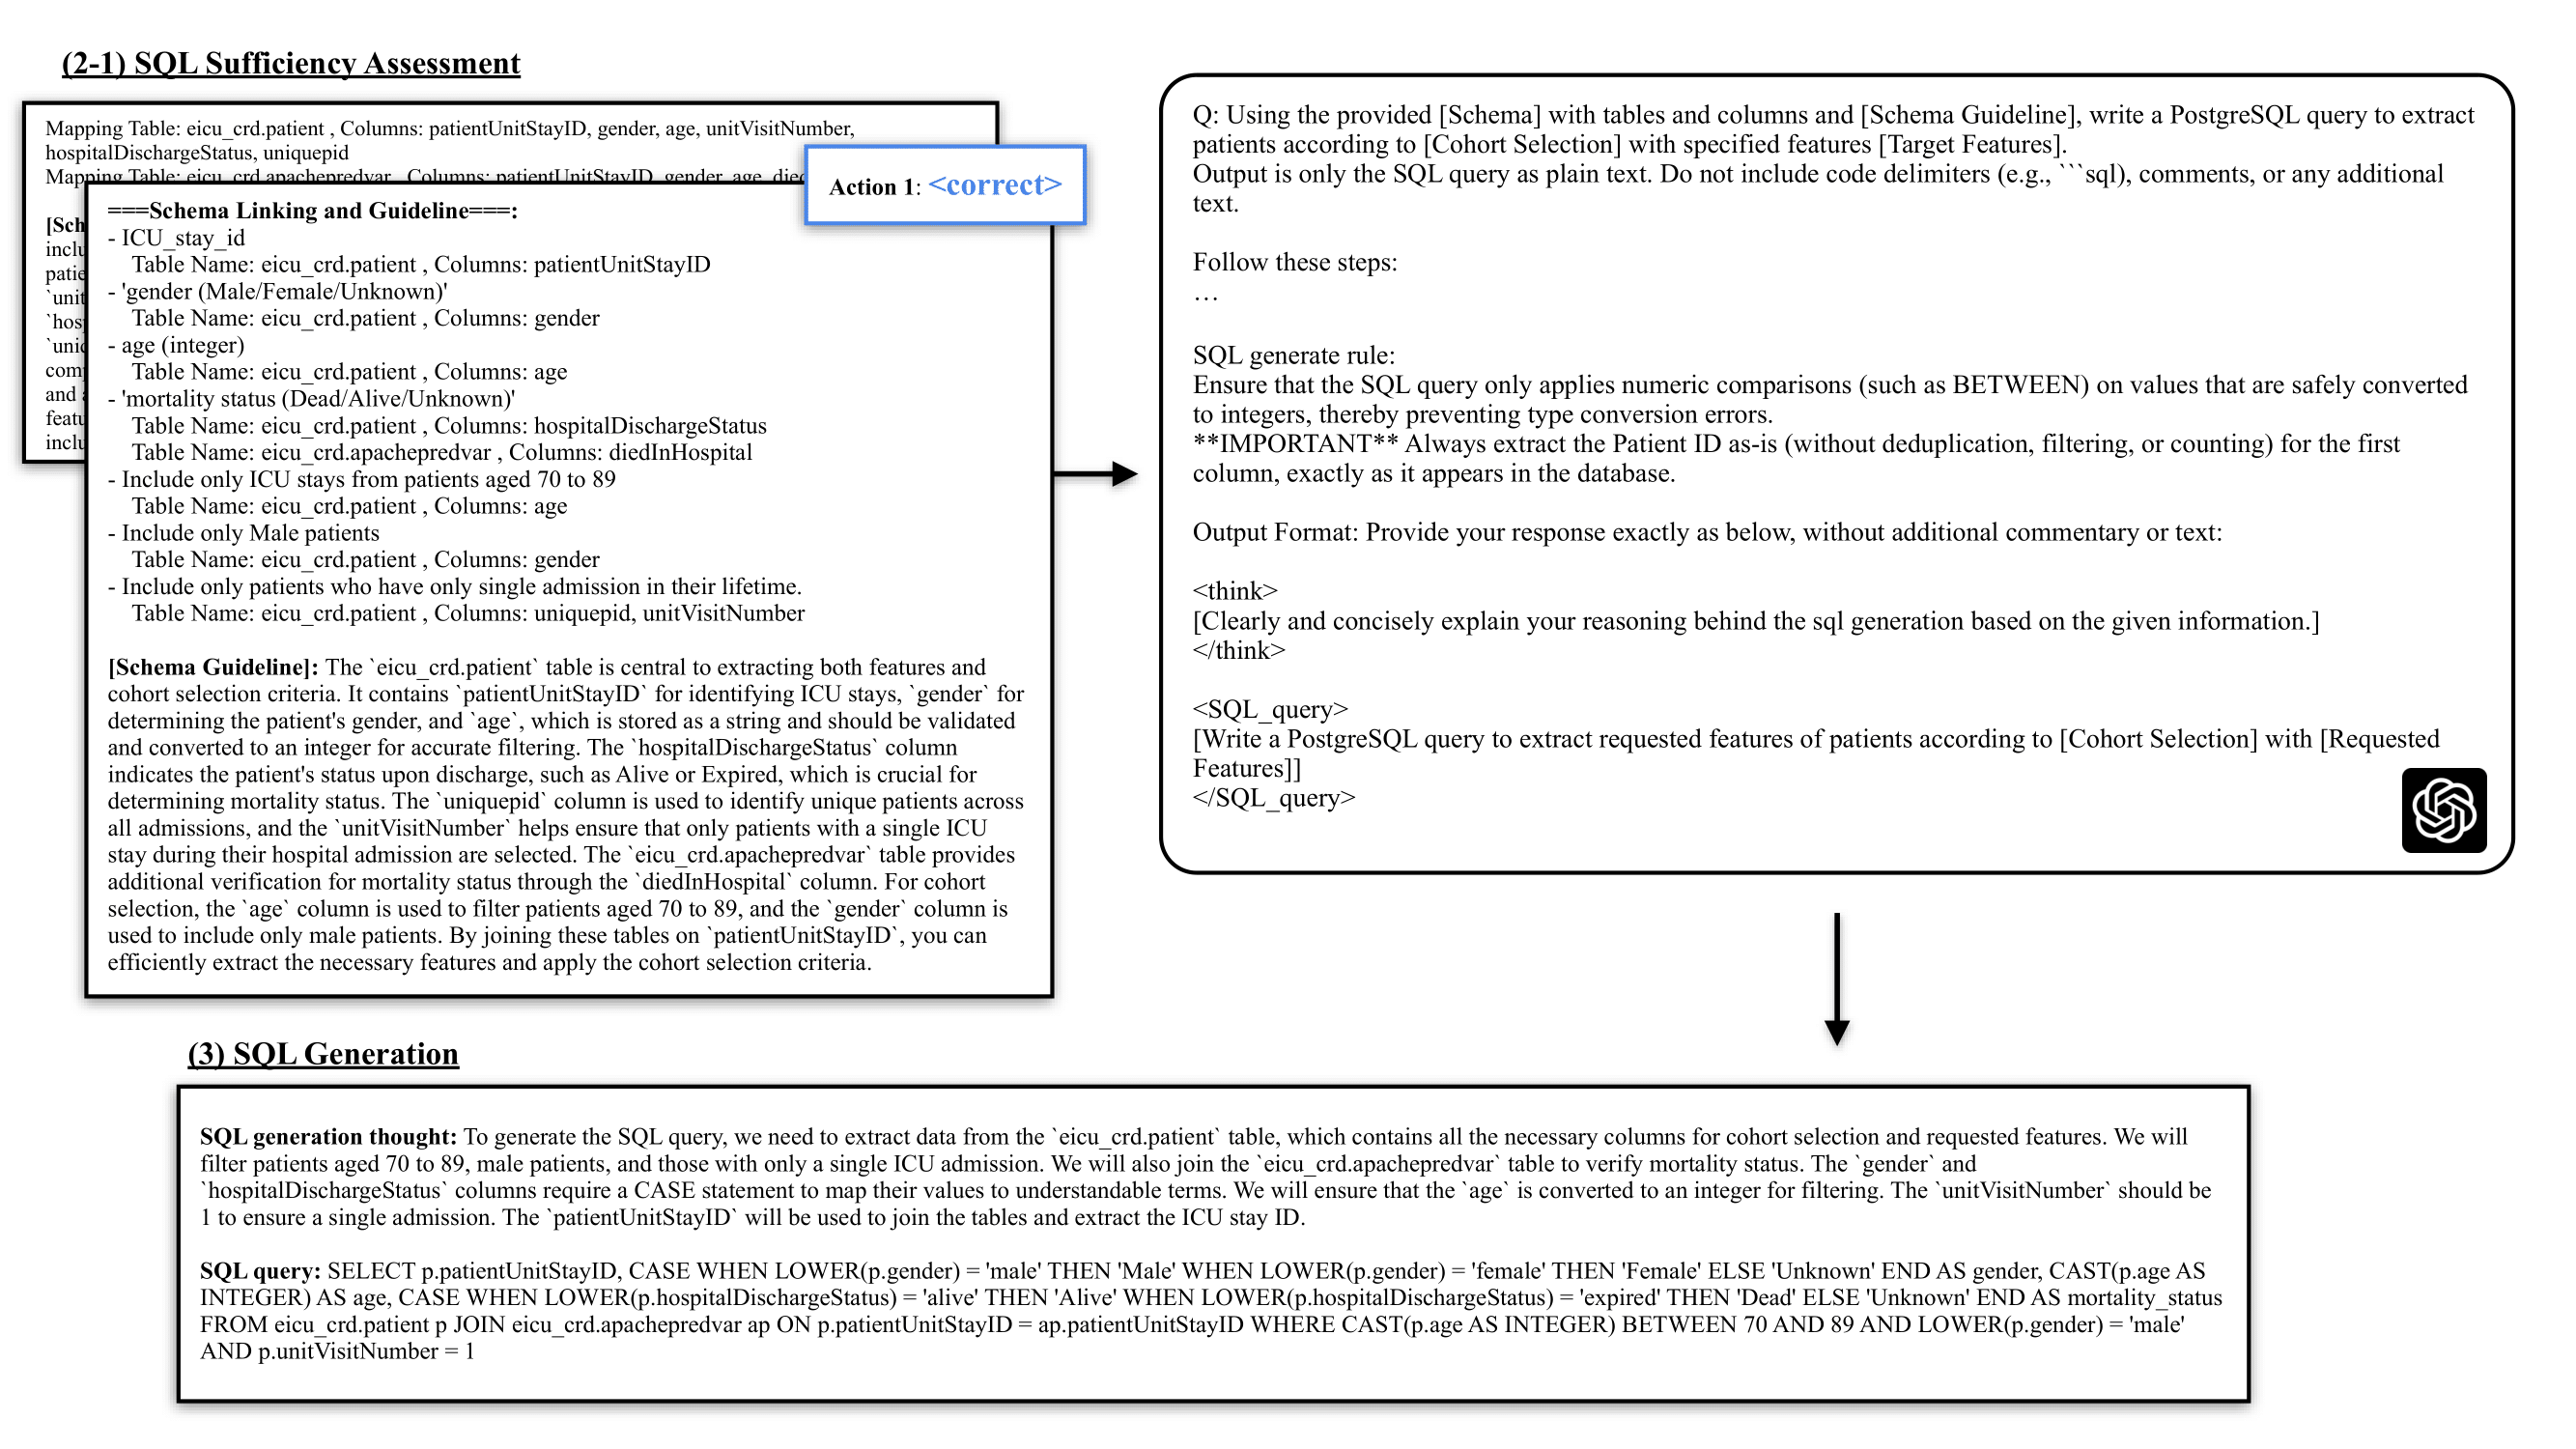 (2-1) SQL Sufficiency Assessment
Mapping Table: eicu_crd.patient , Columns: patientUnitStayID, gender, age, unitVisitNumber,
hospitalDischargeStatus, uniquepid
Mapping Table: eicu_crd.apachepredvar , Columns: patientUnitStayID, gender, age,
Action 1: <correct>
===Schema Linking and Guideline===:
- ICU_stay_id
Table Name: eicu_crd.patient , Columns: patientUnitStayID
- 'gender (Male/Female/Unknown)'
Table Name: eicu_crd.patient , Columns: gender
- age (integer)
Table Name: eicu_crd.patient , Columns: age
- 'mortality status (Dead/Alive/Unknown)'
Table Name: eicu_crd.patient , Columns: hospitalDischargeStatus
Table Name: eicu_crd.apachepredvar , Columns: diedInHospital
- Include only ICU stays from patients aged 70 to 89
Table Name: eicu_crd.patient , Columns: age
- Include only Male patients
Table Name: eicu_crd.patient , Columns: gender
- Include only patients who have only single admission in their lifetime.
Table Name: eicu_crd.patient , Columns: uniquepid, unitVisitNumber
[Schema Guideline]: The `eicu_crd.patient` table is central to extracting both features and
cohort selection criteria. It contains `patientUnitStayID` for identifying ICU stays, `gender` for
determining the patient's gender, and `age`, which is stored as a string and should be validated
and converted to an integer for accurate filtering. The `hospitalDischargeStatus` column
indicates the patient's status upon discharge, such as Alive or Expired, which is crucial for
determining mortality status. The `uniquepid` column is used to identify unique patients across
all admissions, and the `unitVisitNumber` helps ensure that only patients with a single ICU
stay during their hospital admission are selected. The `eicu_crd.apachepredvar` table provides
additional verification for mortality status through the `diedInHospital` column. For cohort
selection, the `age` column is used to filter patients aged 70 to 89, and the `gender` column is
used to include only male patients. By joining these tables on `patientUnitStayID`, you can
efficiently extract the necessary features and apply the cohort selection criteria.
Q: Using the provided [Schema] with tables and columns and [Schema Guideline], write a PostgreSQL query to extract
patients according to [Cohort Selection] with specified features [Target Features].
Output is only the SQL query as plain text. Do not include code delimiters (e.g., ```sql), comments, or any additional
text.
Follow these steps:
…
SQL generate rule:
Ensure that the SQL query only applies numeric comparisons (such as BETWEEN) on values that are safely converted
to integers, thereby preventing type conversion errors.
**IMPORTANT** Always extract the Patient ID as-is (without deduplication, filtering, or counting) for the first
column, exactly as it appears in the database.
Output Format: Provide your response exactly as below, without additional commentary or text:
<think>
[Clearly and concisely explain your reasoning behind the sql generation based on the given information.]
</think>
<SQL_query>
[Write a PostgreSQL query to extract requested features of patients according to [Cohort Selection] with [Requested
Features]]
</SQL_query>
(3) SQL Generation
SQL generation thought: To generate the SQL query, we need to extract data from the `eicu_crd.patient` table, which contains all the necessary columns for cohort selection and requested features. We will
filter patients aged 70 to 89, male patients, and those with only a single ICU admission. We will also join the `eicu_crd.apachepredvar` table to verify mortality status. The `gender` and
`hospitalDischargeStatus` columns require a CASE statement to map their values to understandable terms. We will ensure that the `age` is converted to an integer for filtering. The `unitVisitNumber` should be
1 to ensure a single admission. The `patientUnitStayID` will be used to join the tables and extract the ICU stay ID.
SQL query: SELECT p.patientUnitStayID, CASE WHEN LOWER(p.gender) = 'male' THEN 'Male' WHEN LOWER(p.gender) = 'female' THEN 'Female' ELSE 'Unknown' END AS gender, CAST(p.age AS
INTEGER) AS age, CASE WHEN LOWER(p.hospitalDischargeStatus) = 'alive' THEN 'Alive' WHEN LOWER(p.hospitalDischargeStatus) = 'expired' THEN 'Dead' ELSE 'Unknown' END AS mortality_status
FROM eicu_crd.patient p JOIN eicu_crd.apachepredvar ap ON p.patientUnitStayID = ap.patientUnitStayID WHERE CAST(p.age AS INTEGER) BETWEEN 70 AND 89 AND LOWER(p.gender) = 'male'
AND p.unitVisitNumber = 1